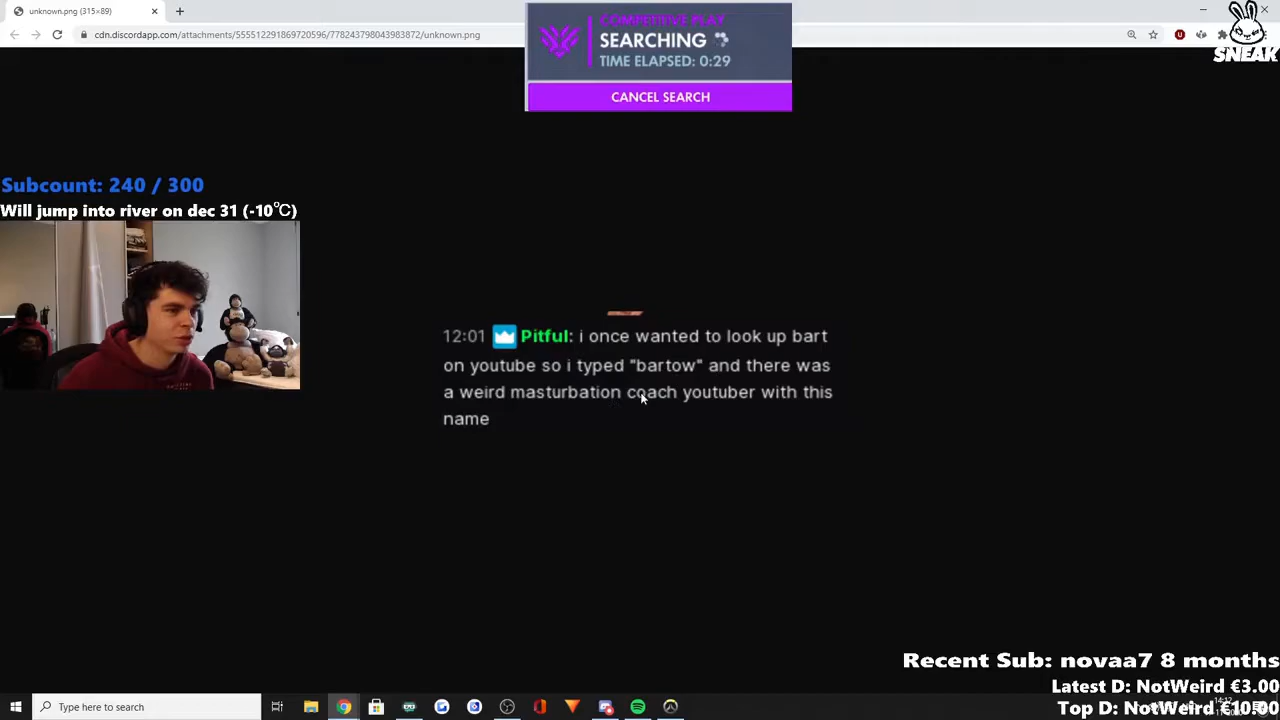 unknown.png (315×89)
cdn.discordapp.com/attachments/555512291869720596/778243798043983872/unknown.png
SNEAK
COMPETITIVE PLAY
SEARCHING
TIME ELAPSED: 0:29
CANCEL SEARCH
Subcount: 240 / 300
Will jump into river on dec 31 (-10℃)
12:01 Pitful: i once wanted to look up bart
on youtube so i typed "bartow" and there was
a weird masturbation coach youtuber with this
name
Recent Sub: novaa7 8 months
Latest D: NotWeird €3.00
Top D: NotWeird €10.00
Type here to search